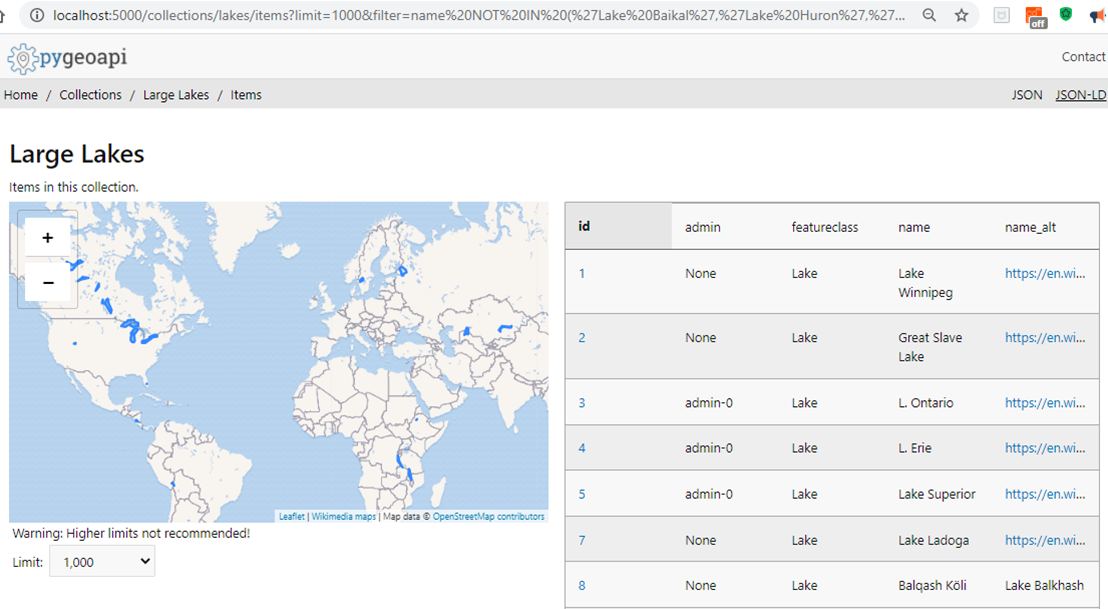 localhost:5000/collections/lakes/items?limit=1000&filter=name%20NOT%20IN%20(%27Lake%20Baikal%27,%27Lake%20Huron%27,%27...
off
pygeoapi
Contact
Home / Collections / Large Lakes / Items
JSON JSON-LD
Large Lakes
Items in this collection.
+
−
Leaflet | Wikimedia maps | Map data © OpenStreetMap contributors
Warning: Higher limits not recommended!
Limit: 1,000
id admin featureclass name name_alt
1 None Lake Lake Winnipeg https://en.wi...
2 None Lake Great Slave Lake https://en.wi...
3 admin-0 Lake L. Ontario https://en.wi...
4 admin-0 Lake L. Erie https://en.wi...
5 admin-0 Lake Lake Superior https://en.wi...
7 None Lake Lake Ladoga https://en.wi...
8 None Lake Balqash Köli Lake Balkhash